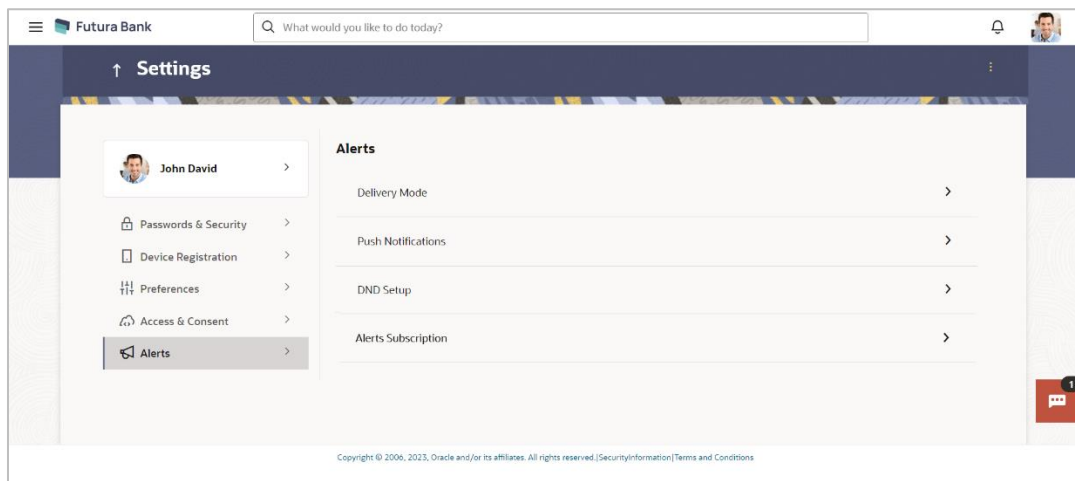 Futura Bank
What would you like to do today?
Settings
John David
Passwords & Security
Device Registration
Preferences
Access & Consent
Alerts
Alerts
Delivery Mode
Push Notifications
DND Setup
Alerts Subscription
1
Copyright © 2006, 2023, Oracle and/or its affiliates. All rights reserved.|SecurityInformation|Terms and Conditions